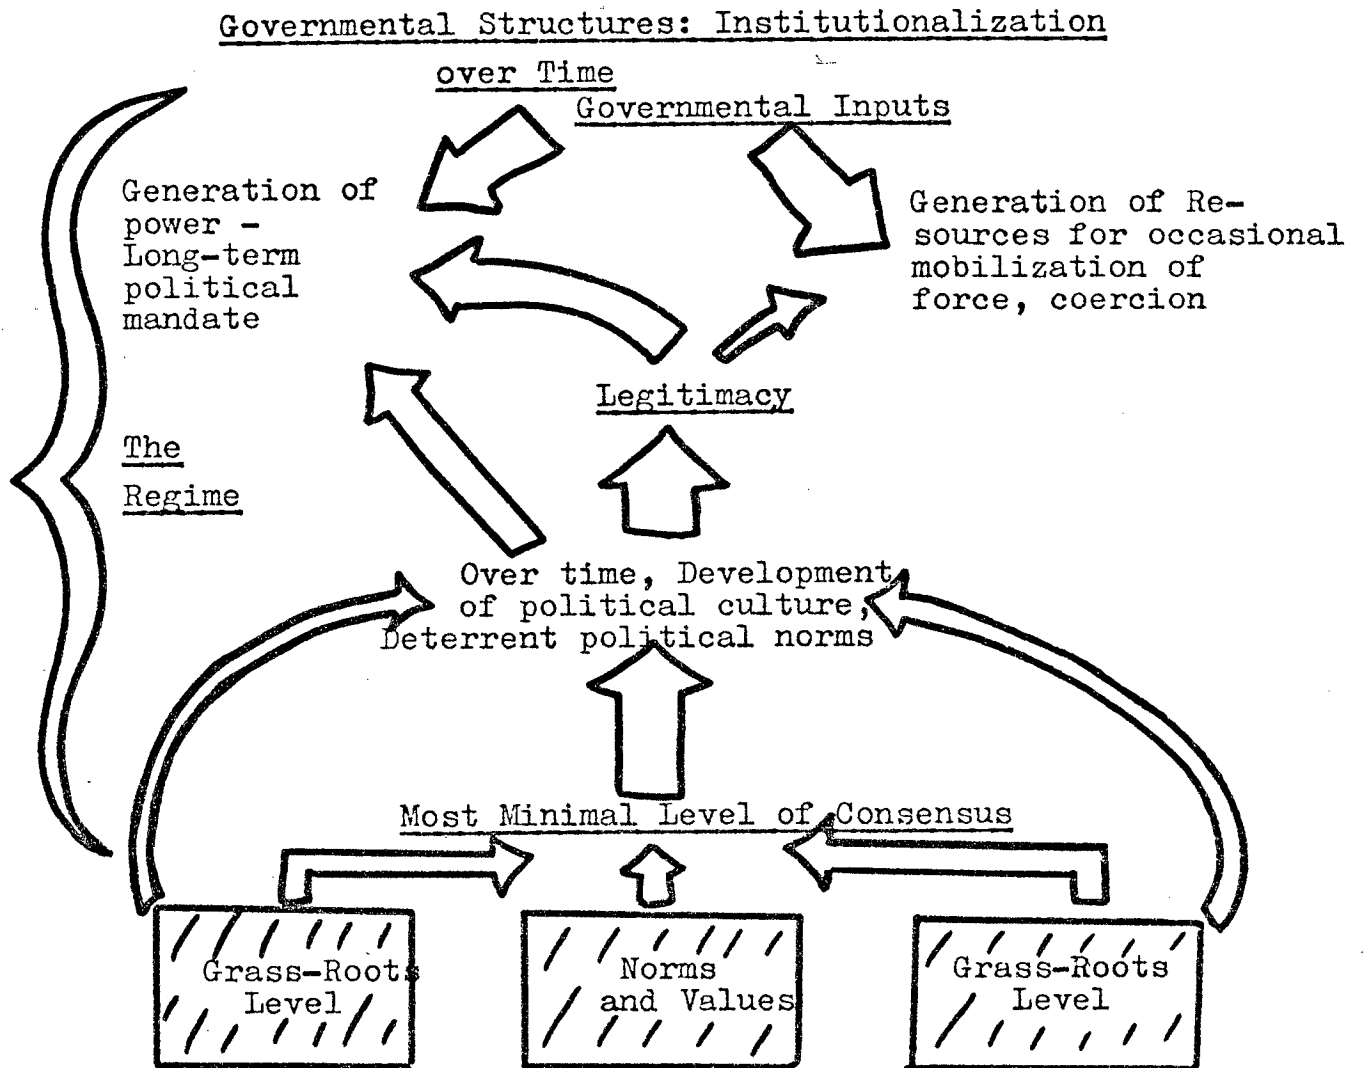 Governmental Structures: Institutionalization
over Time
Governmental Inputs
Generation of
power -
Long-term
political
mandate
Generation of Re-
sources for occasional
mobilization of
force, coercion
Legitimacy
The
Regime
Over time, Development
of political culture,
Deterrent political norms
Most Minimal Level of Consensus
Grass-Roots
Level
Norms
and Values
Grass-Roots
Level